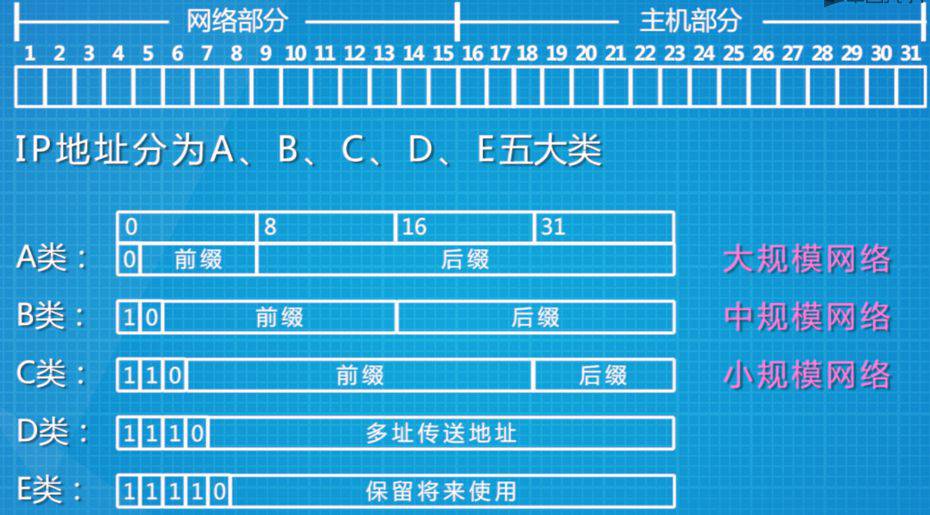 网络部分 主机部分
1 2 3 4 5 6 7 8 9 10 11 12 13 14 15 16 17 18 19 20 21 22 23 24 25 26 27 28 29 30 31
IP地址分为A、B、C、D、E五大类
0 8 16 31
A类： 0 前缀 后缀 大规模网络
B类： 1 0 前缀 后缀 中规模网络
C类： 1 1 0 前缀 后缀 小规模网络
D类： 1 1 1 0 多址传送地址
E类： 1 1 1 1 0 保留将来使用